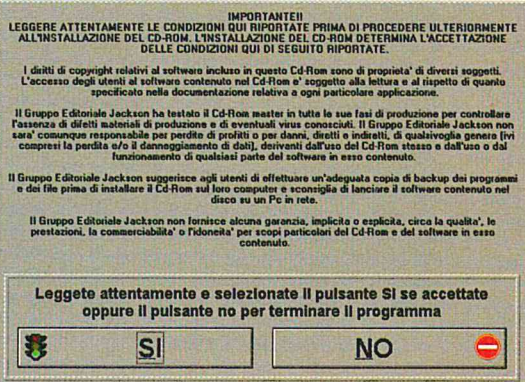 IMPORTANTE!!
LEGGERE ATTENTAMENTE LE CONDIZIONI QUI RIPORTATE PRIMA DI PROCEDERE ULTERIORMENTE
ALL'INSTALLAZIONE DEL CD-ROM. L'INSTALLAZIONE DEL CD-ROM DETERMINA L'ACCETTAZIONE
DELLE CONDIZIONI QUI DI SEGUITO RIPORTATE.
I diritti di copyright relativi al software incluso in questo Cd-Rom sono di proprieta' di diversi soggetti.
L'accesso degli utenti al software contenuto nel Cd-Rom e' soggetto alla lettura e al rispetto di quanto
specificato nella documentazione relativa a ogni particolare applicazione.
Il Gruppo Editoriale Jackson ha testato il Cd-Rom master in tutte le sue fasi di produzione per controllare
l'assenza di difetti materiali di produzione e di eventuali virus conosciuti. Il Gruppo Editoriale Jackson non
sara' comunque responsabile per perdite di profitti o per danni, diretti e indiretti, di qualsivoglia genere (ivi
compresi la perdita e/o il danneggiamento di dati), derivanti dall'uso del Cd-Rom stesso e dall'uso o dal
funzionamento di qualsiasi parte del software in esso contenuto.
Il Gruppo Editoriale Jackson suggerisce agli utenti di effettuare un'adeguata copia di backup dei programmi
e dei file prima di installare il Cd-Rom sul loro computer e sconziglia di lanciare il software contenuto nel
disco su un Pc in rete.
Il Gruppo Editoriale Jackson non fornisce alcuna garanzia, implicita o esplicita, circa la qualita', le
prestazioni, la commerciabilita' o l'idoneita' per scopi particolari del Cd-Rom e del software in esso
contenuto.
Leggete attentamente e selezionate il pulsante SI se accettate
oppure il pulsante no per terminare il programma
SI
NO